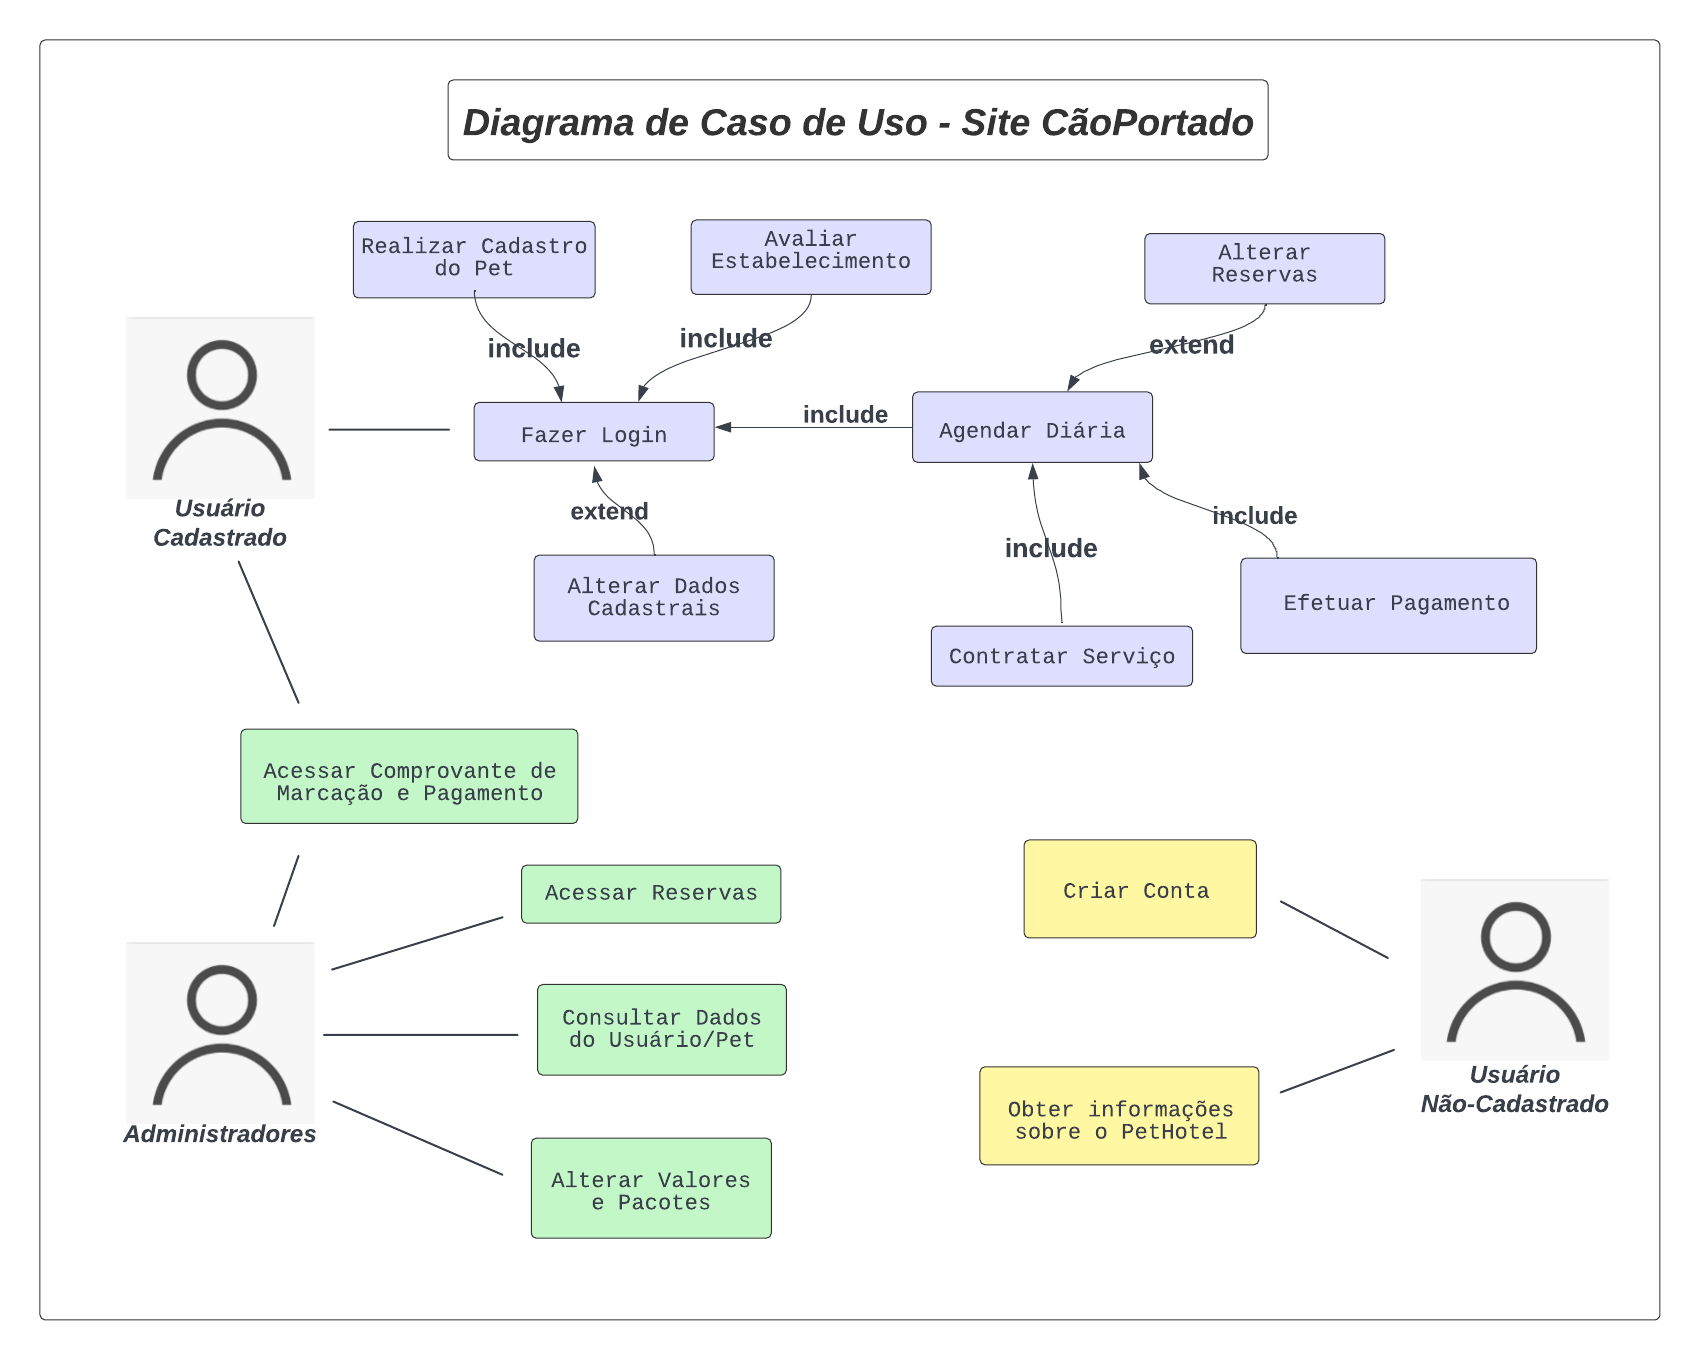 Diagrama de Caso de Uso - Site CãoPortado
Realizar Cadastro
do Pet
Avaliar
Estabelecimento
Alterar
Reservas
include
include
extend
Fazer Login
include
Agendar Diária
Usuário
Cadastrado
extend
include
include
Alterar Dados
Cadastrais
Efetuar Pagamento
Contratar Serviço
Acessar Comprovante de
Marcação e Pagamento
Acessar Reservas
Criar Conta
Consultar Dados
do Usuário/Pet
Usuário
Não-Cadastrado
Administradores
Obter informações
sobre o PetHotel
Alterar Valores
e Pacotes